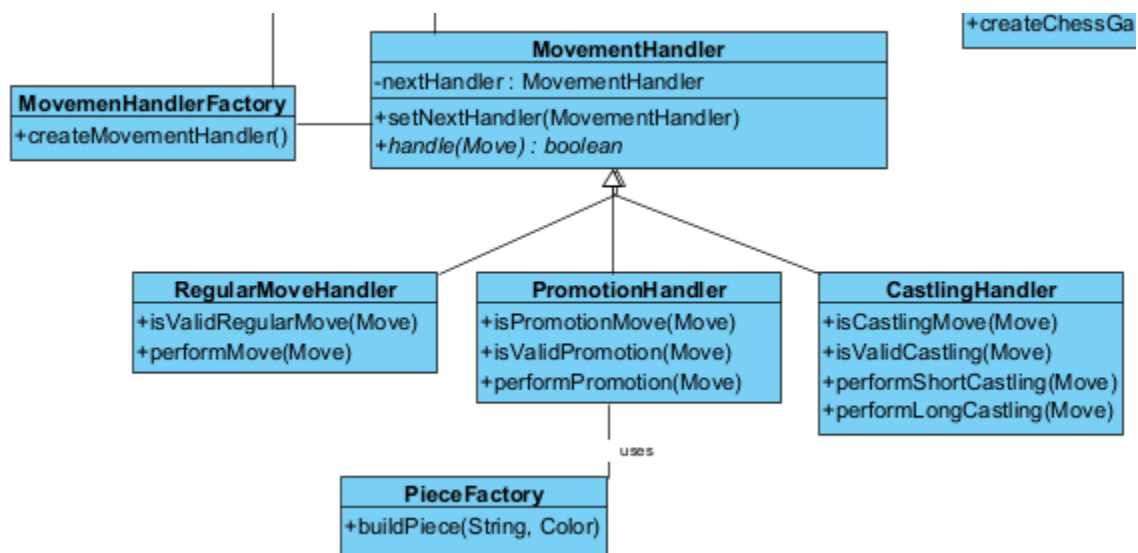 +createChessGa
MovementHandler
-nextHandler : MovementHandler
+setNextHandler(MovementHandler)
+handle(Move) : boolean
MovemenHandlerFactory
+createMovementHandler()
RegularMoveHandler
+isValidRegularMove(Move)
+performMove(Move)
PromotionHandler
+isPromotionMove(Move)
+isValidPromotion(Move)
+performPromotion(Move)
CastlingHandler
+isCastlingMove(Move)
+isValidCastling(Move)
+performShortCastling(Move)
+performLongCastling(Move)
uses
PieceFactory
+buildPiece(String, Color)